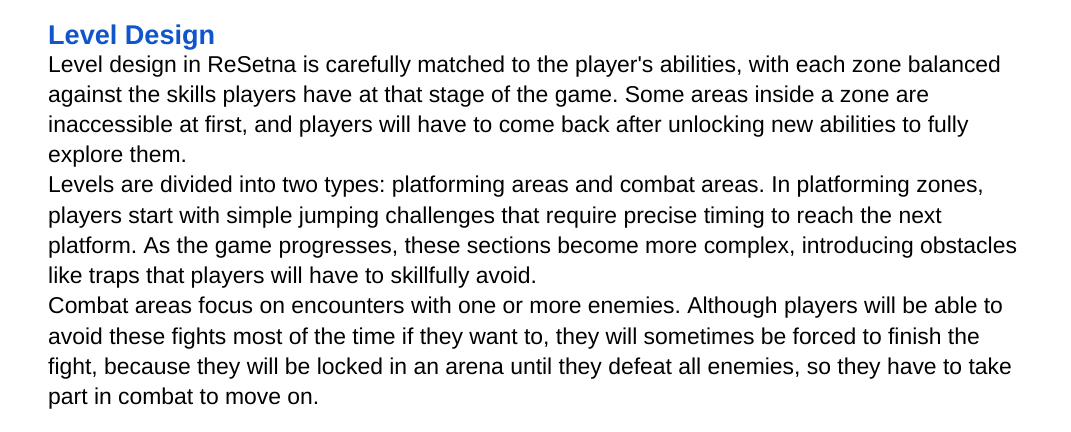 Level Design
Level design in ReSetna is carefully matched to the player's abilities, with each zone balanced
against the skills players have at that stage of the game. Some areas inside a zone are
inaccessible at first, and players will have to come back after unlocking new abilities to fully
explore them.
Levels are divided into two types: platforming areas and combat areas. In platforming zones,
players start with simple jumping challenges that require precise timing to reach the next
platform. As the game progresses, these sections become more complex, introducing obstacles
like traps that players will have to skillfully avoid.
Combat areas focus on encounters with one or more enemies. Although players will be able to
avoid these fights most of the time if they want to, they will sometimes be forced to finish the
fight, because they will be locked in an arena until they defeat all enemies, so they have to take
part in combat to move on.